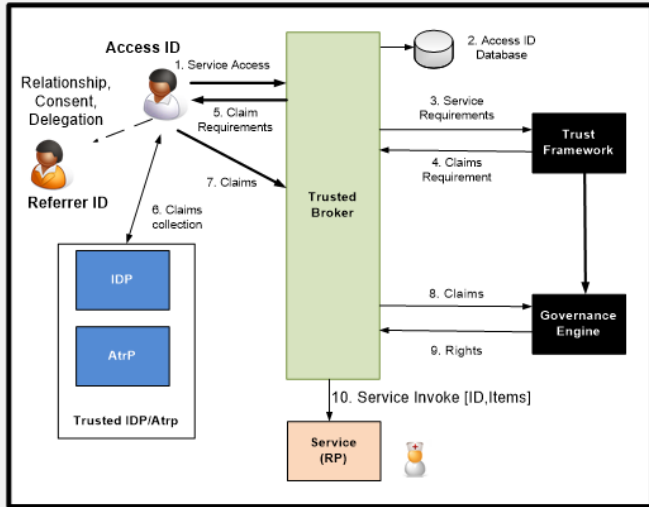 Access ID
1. Service Access
2. Access ID
Database
Relationship,
Consent,
Delegation
5. Claim
Requirements
3. Service
Requirements
Trust
Framework
4. Claims
Requirement
Referrer ID
7. Claims
Trusted
Broker
6. Claims
collection
IDP
AtrP
Trusted IDP/Atrp
8. Claims
Governance
Engine
9. Rights
10. Service Invoke [ID,Items]
Service
(RP)